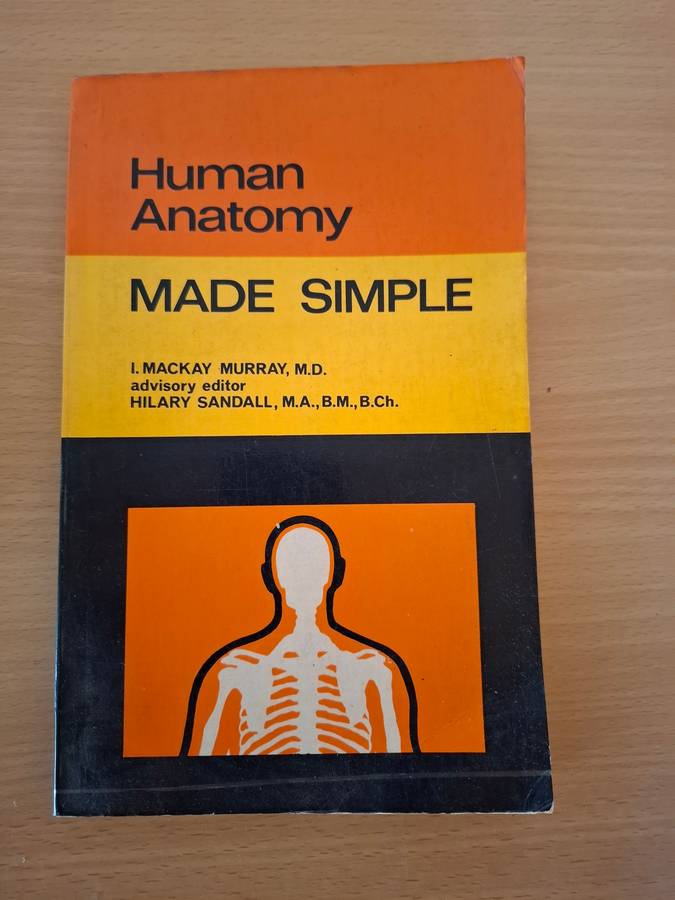 Human
Anatomy
MADE SIMPLE
I. MACKAY MURRAY, M.D.
advisory editor
HILARY SANDALL, M.A., B.M., B.Ch.